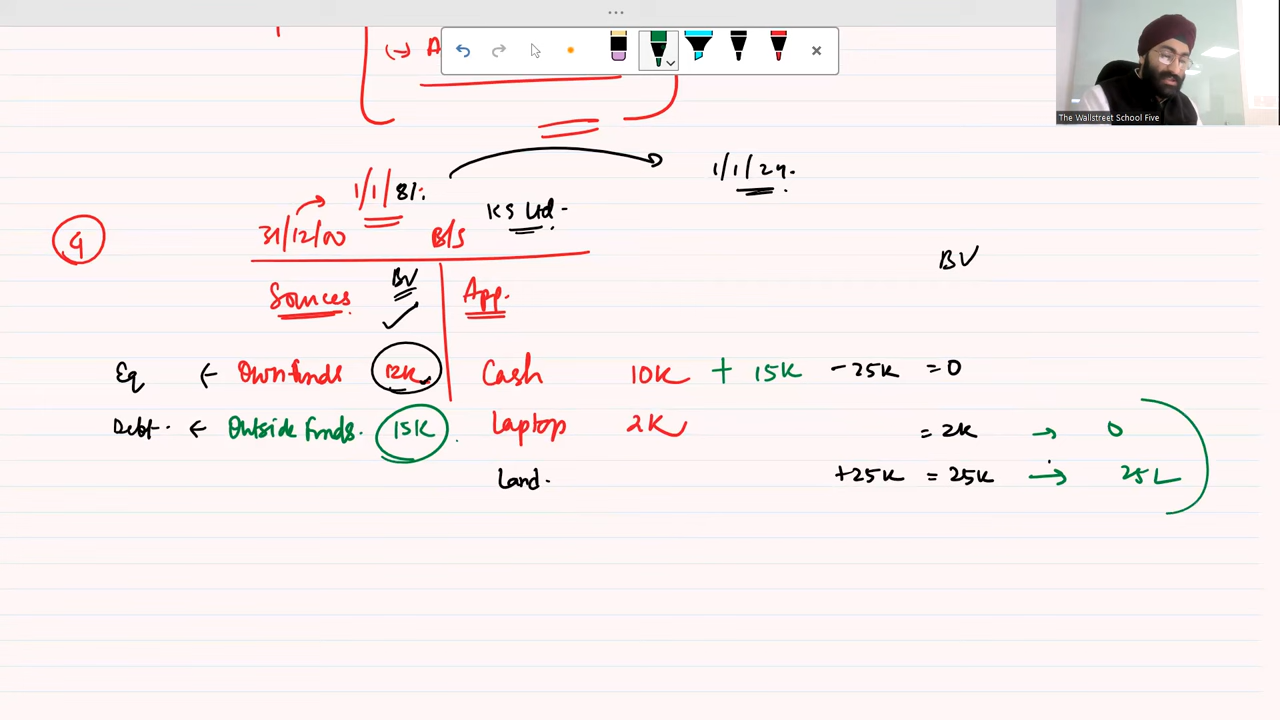 (→ A
The Wallstreet School Five
1/1/81. 1/1/24.
4 31/12/00 B/S KS Ltd.
Sources BV App. BV
Eq ← Own funds 12K Cash 10K + 15K - 25K = 0
Debt. ← Outside Funds. 15K Laptop 2K = 2K → 0
Land. +25K = 25K → 25L